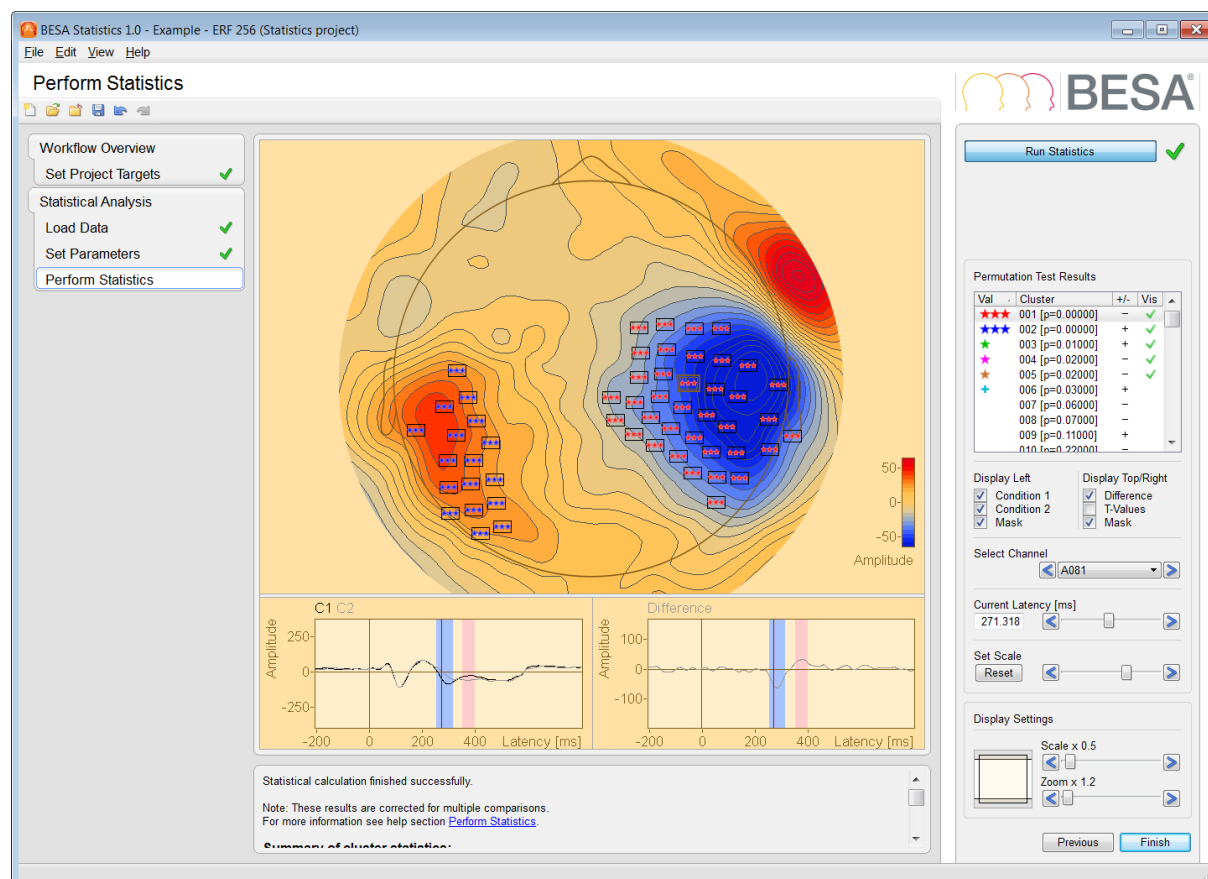 BESA Statistics 1.0 - Example - ERF 256 (Statistics project)
File Edit View Help
Perform Statistics
BESA®
Workflow Overview
Set Project Targets
Statistical Analysis
Load Data
Set Parameters
Perform Statistics
50
0
-50
Amplitude
C1 C2
Amplitude
250
0
-250
-200 0 200 400 Latency [ms]
Difference
Amplitude
100
0
-100
-200 0 200 400 Latency [ms]
Statistical calculation finished successfully.
Note: These results are corrected for multiple comparisons.
For more information see help section Perform Statistics.
Summary of cluster statistics:
Run Statistics
Permutation Test Results
Val Cluster +/- Vis
001 [p=0.00000] −
002 [p=0.00000] +
003 [p=0.01000] +
004 [p=0.02000] −
005 [p=0.02000] −
006 [p=0.03000] +
007 [p=0.06000] −
008 [p=0.07000] −
009 [p=0.11000] +
010 [p=0.22000] −
Display Left
Condition 1
Condition 2
Mask
Display Top/Right
Difference
T-Values
Mask
Select Channel
A081
Current Latency [ms]
271.318
Set Scale
Reset
Display Settings
Scale x 0.5
Zoom x 1.2
Previous Finish